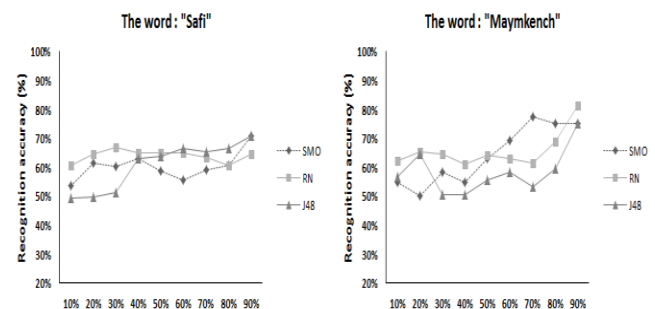 The word : "Safi"
100%
90%
80%
70%
60%
50%
40%
30%
20%
Recognition accuracy (%)
10% 20% 30% 40% 50% 60% 70% 80% 90%
SMO
RN
J48
The word : "Maymkench"
100%
90%
80%
70%
60%
50%
40%
30%
20%
Recognition accuracy (%)
10% 20% 30% 40% 50% 60% 70% 80% 90%
SMO
RN
J48